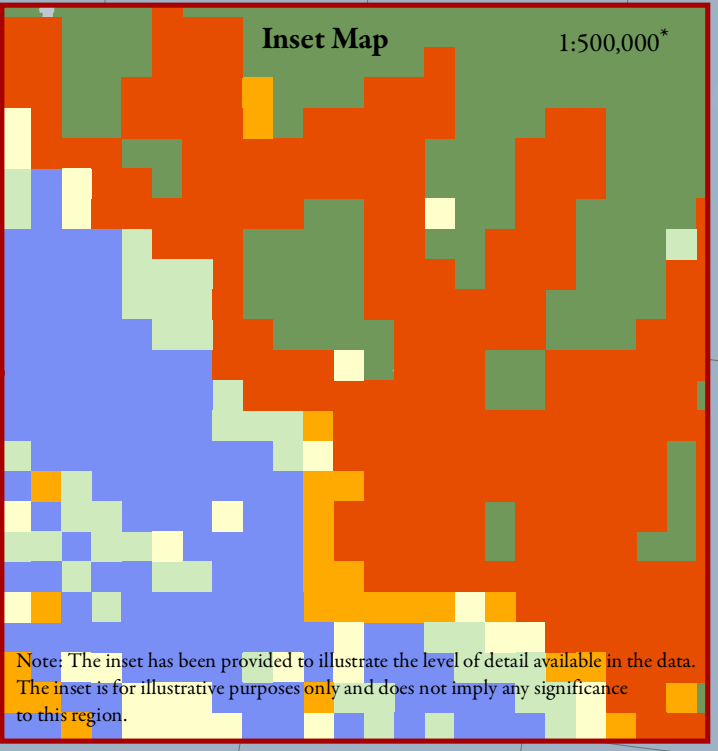 Inset Map
1:500,000*
Note: The inset has been provided to illustrate the level of detail available in the data.
The inset is for illustrative purposes only and does not imply any significance
to this region.